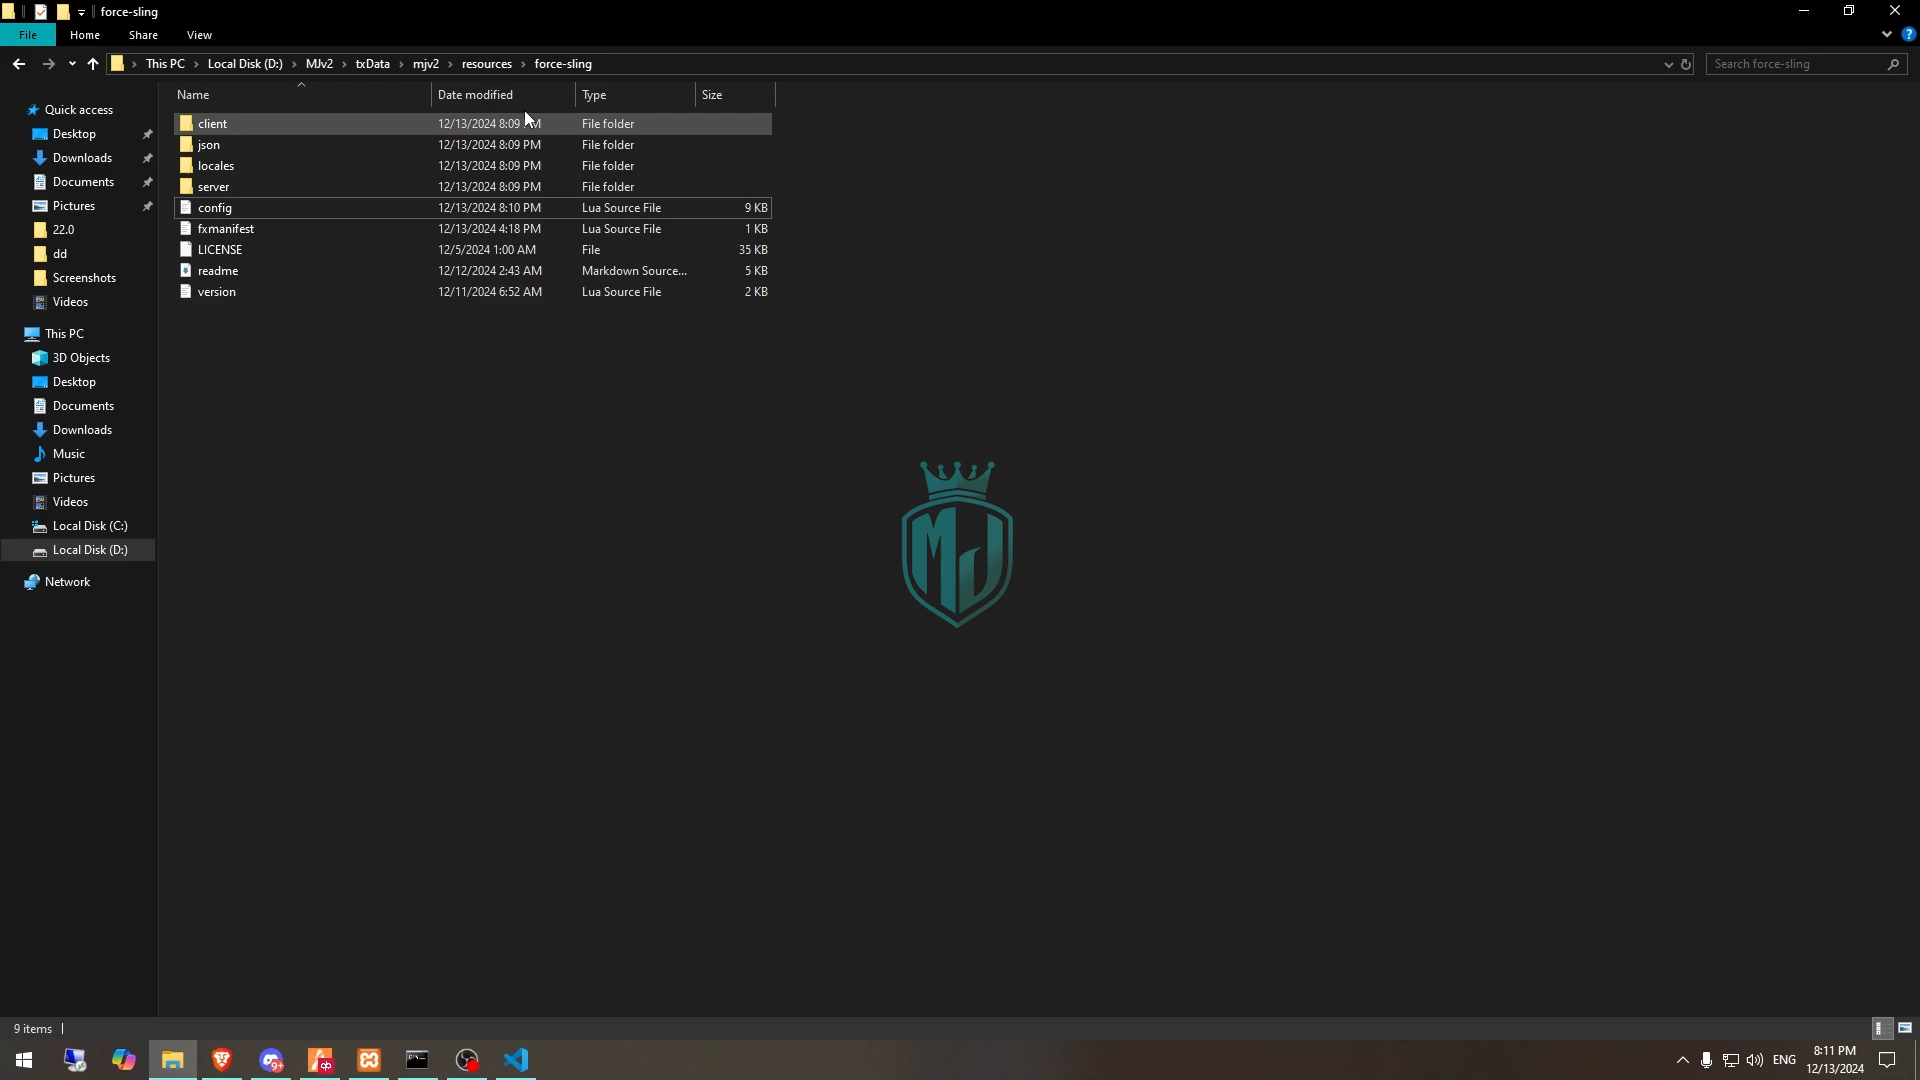 force-sling
File Home Share View
This PC Local Disk (D:) MJv2 txData mjv2 resources force-sling
Search force-sling
Name Date modified Type Size
Quick access
Desktop
Downloads
Documents
Pictures
22.0
dd
Screenshots
Videos
This PC
3D Objects
Desktop
Documents
Downloads
Music
Pictures
Videos
Local Disk (C:)
Local Disk (D:)
Network
client 12/13/2024 8:09 File folder
json 12/13/2024 8:09 PM File folder
locales 12/13/2024 8:09 PM File folder
server 12/13/2024 8:09 PM File folder
config 12/13/2024 8:10 PM Lua Source File 9 KB
fxmanifest 12/13/2024 4:18 PM Lua Source File 1 KB
LICENSE 12/5/2024 1:00 AM File 35 KB
readme 12/12/2024 2:43 AM Markdown Source... 5 KB
version 12/11/2024 6:52 AM Lua Source File 2 KB
MJ
9 items
9+
ENG
8:11 PM
12/13/2024